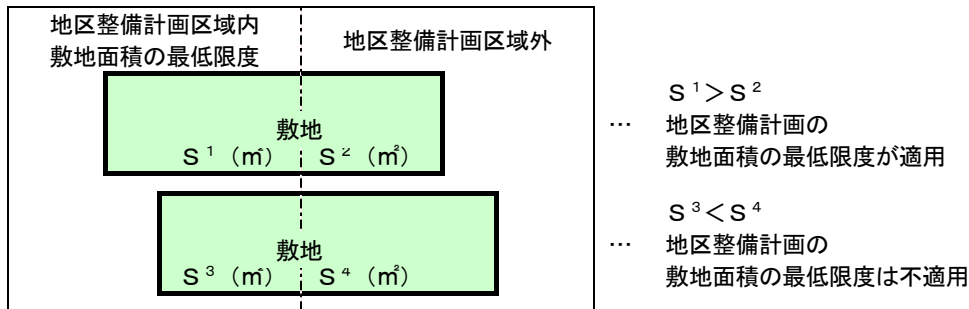 地区整備計画区域内
敷地面積の最低限度
地区整備計画区域外
敷地
S¹（㎡） S²（㎡）
S¹＞S²
… 地区整備計画の
敷地面積の最低限度が適用
敷地
S³（㎡） S⁴（㎡）
S³＜S⁴
… 地区整備計画の
敷地面積の最低限度は不適用